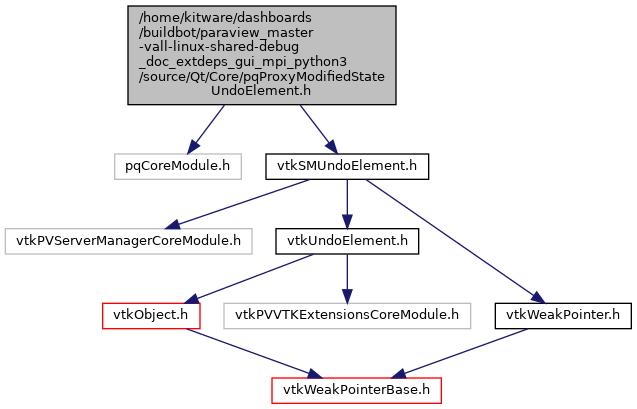 /home/kitware/dashboards
/buildbot/paraview_master
-vall-linux-shared-debug
_doc_extdeps_gui_mpi_python3
/source/Qt/Core/pqProxyModifiedState
UndoElement.h
pqCoreModule.h
vtkSMUndoElement.h
vtkPVServerManagerCoreModule.h
vtkUndoElement.h
vtkObject.h
vtkPVVTKExtensionsCoreModule.h
vtkWeakPointer.h
vtkWeakPointerBase.h